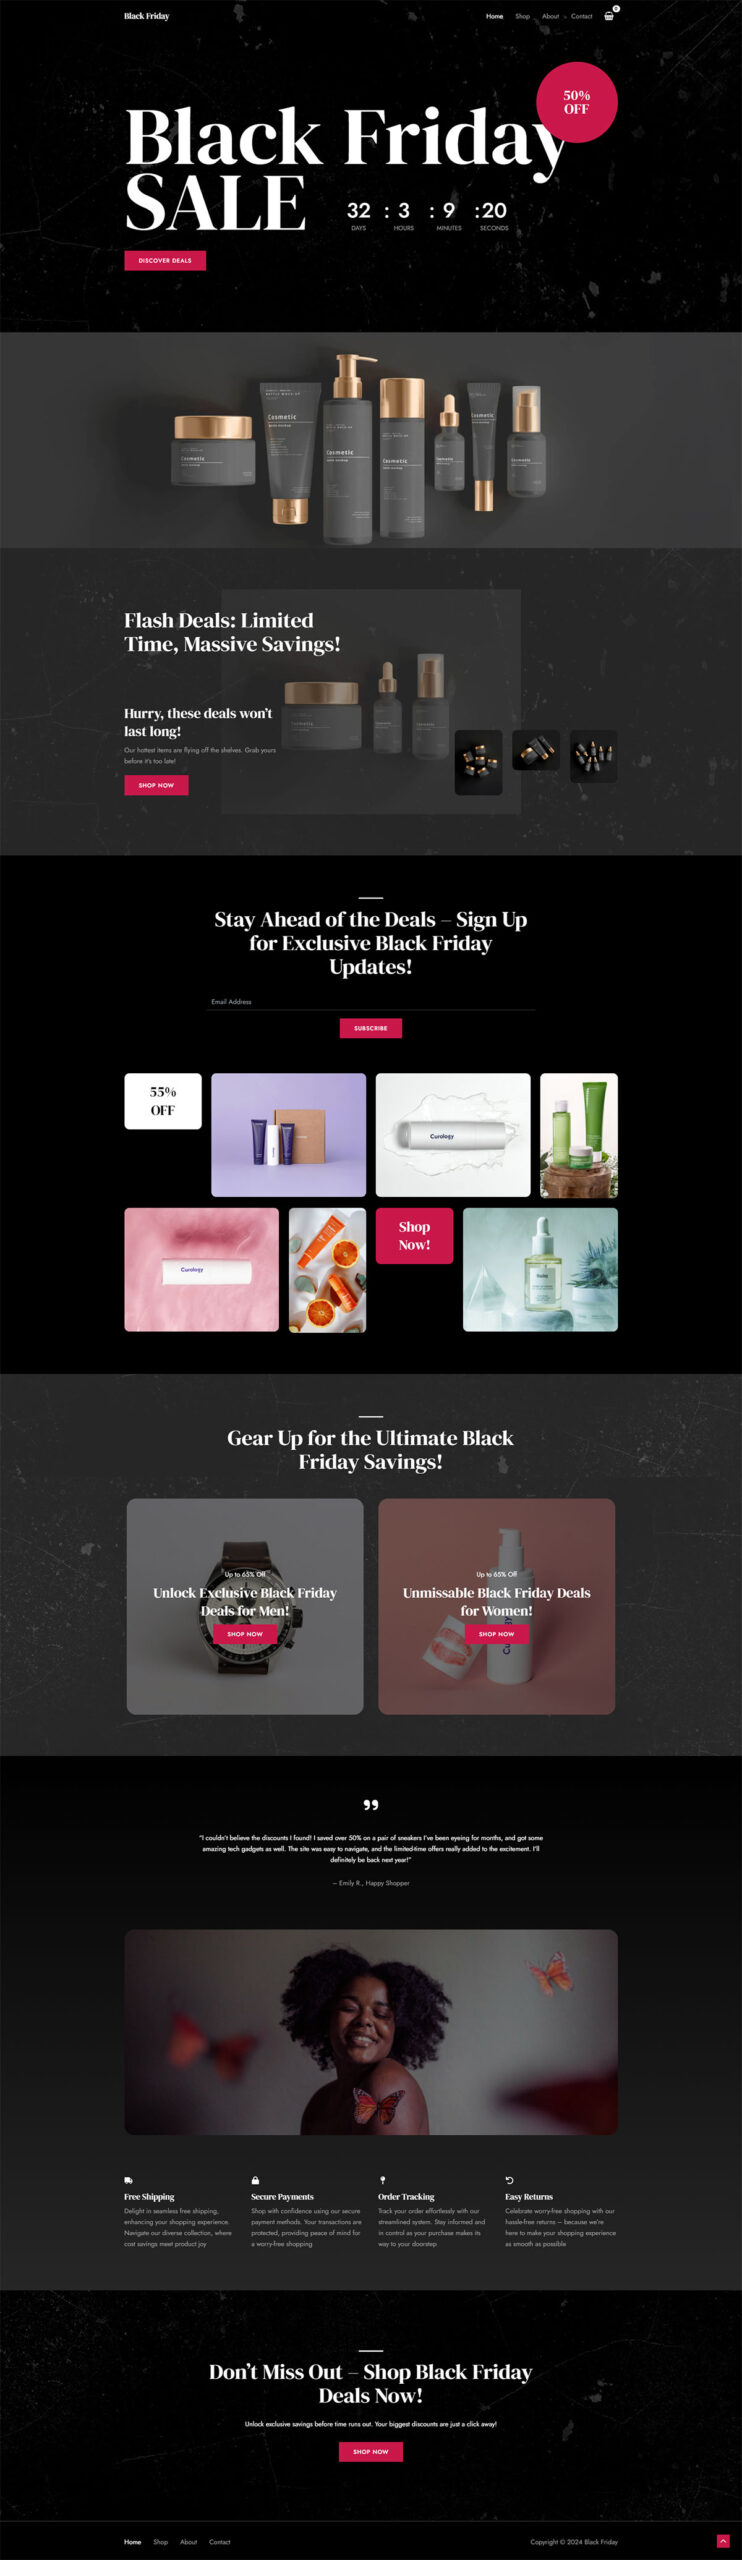 Black Friday
Home Shop About Contact 0
50%
OFF
Black Friday
SALE
32 : 3 : 9 : 20
DAYS HOURS MINUTES SECONDS
DISCOVER DEALS
Cosmetic
Cosmetic
Cosmetic
Cosmetic
Cosmetic
Cosmetic
Cosmetic
Flash Deals: Limited
Time, Massive Savings!
Hurry, these deals won't
last long!
Our hottest items are flying off the shelves. Grab yours
before it's too late!
SHOP NOW
Cosmetic
Cosmetic
Cosmetic
Stay Ahead of the Deals – Sign Up
for Exclusive Black Friday
Updates!
Email Address
SUBSCRIBE
55%
OFF
Curology
Curology
Shop
Now!
Gear Up for the Ultimate Black
Friday Savings!
Up to 65% Off
Unlock Exclusive Black Friday
Deals for Men!
SHOP NOW
Up to 65% Off
Unmissable Black Friday Deals
for Women!
SHOP NOW
"I couldn't believe the discounts I found! I saved over 50% on a pair of sneakers I've been eyeing for months, and got some
amazing tech gadgets as well. The site was easy to navigate, and the limited-time offers really added to the excitement. I'll
definitely be back next year!"
– Emily R., Happy Shopper
Free Shipping
Delight in seamless free shipping,
enhancing your shopping experience.
Navigate our diverse collection, where
cost savings meet product joy
Secure Payments
Shop with confidence using our secure
payment methods. Your transactions are
protected, providing peace of mind for
a worry-free shopping
Order Tracking
Track your order effortlessly with our
streamlined system. Stay informed and
in control as your purchase makes its
way to your doorstep
Easy Returns
Celebrate worry-free shopping with our
hassle-free returns – because we're
here to make your shopping experience
as smooth as possible
Don't Miss Out – Shop Black Friday
Deals Now!
Unlock exclusive savings before time runs out. Your biggest discounts are just a click away!
SHOP NOW
Home Shop About Contact
Copyright © 2024 Black Friday